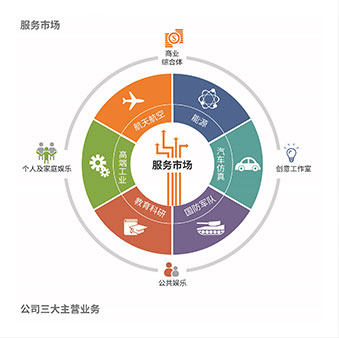 服务市场
商业
综合体
航天航空
能源
高端工业
服务市场
汽车仿真
个人及家庭娱乐
创意工作室
教育科研
国防军队
公共娱乐
公司三大主营业务